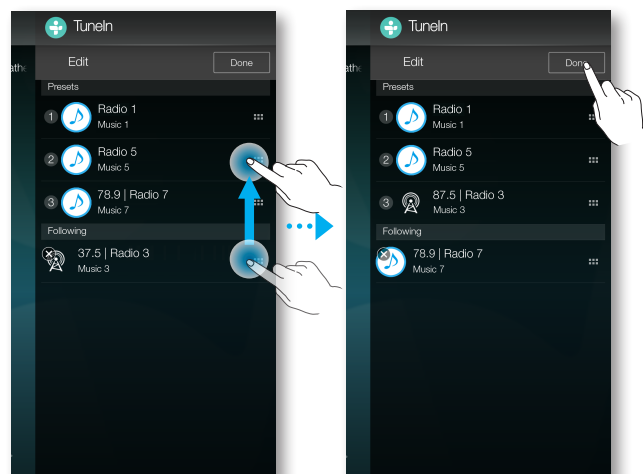 TuneIn
Edit
Done
Presets
1
Radio 1
Music 1
2
Radio 5
Music 5
3
78.9 | Radio 7
Music 7
Following
37.5 | Radio 3
Music 3
TuneIn
Edit
Presets
1
Radio 1
Music 1
2
Radio 5
Music 5
3
87.5 | Radio 3
Music 3
Following
78.9 | Radio 7
Music 7